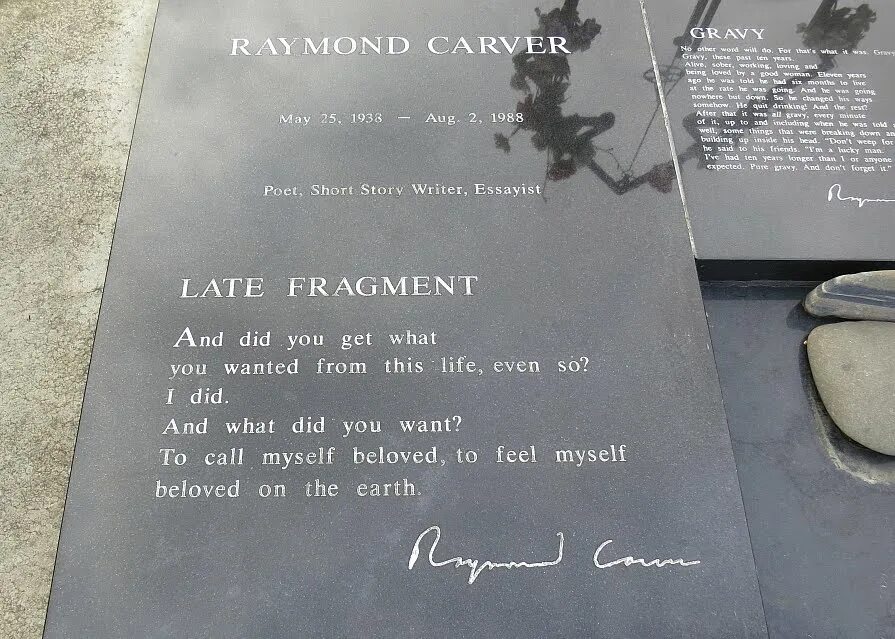 RAYMOND CARVER
May 25, 1938 — Aug. 2, 1988
Poet, Short Story Writer, Essayist
LATE FRAGMENT
And did you get what
you wanted from this life, even so?
I did.
And what did you want?
To call myself beloved, to feel myself
beloved on the earth.
Raymond Carver
GRAVY
No other word will do. For that's what it was. Gravy
Gravy, these past ten years.
Alive, sober, working, loving and
being loved by a good woman. Eleven years
ago he was told he had six months to live
at the rate he was going. And he was going
nowhere but down. So he changed his ways
somehow. He quit drinking! And the rest?
After that it was all gravy, every minute
of it, up to and including when he was told
well, some things that were breaking down and
building up inside his head. "Don't weep for
he said to his friends. "I'm a lucky man.
I've had ten years longer than I or anyone
expected. Pure gravy. And don't forget it."